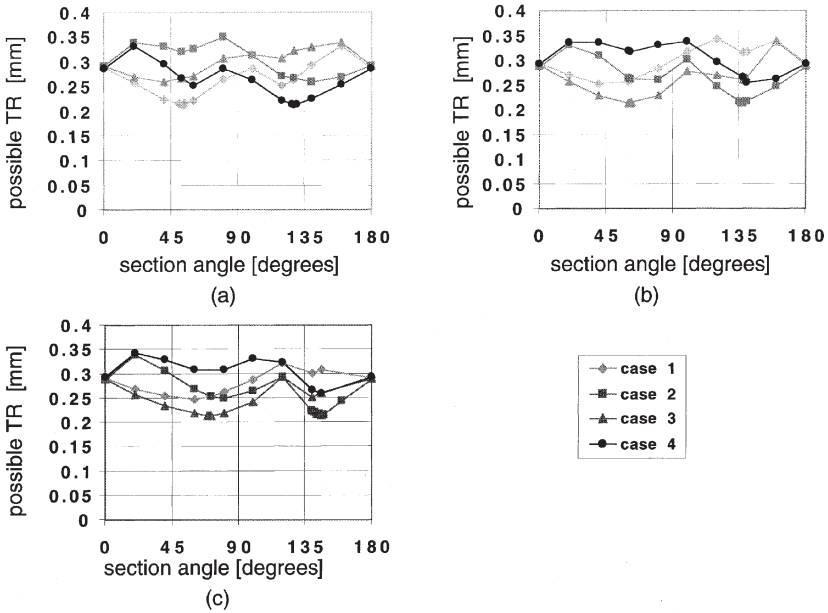 0.4
0.35
0.3
0.25
0.2
0.15
0.1
0.05
0
possible TR [mm]
0 45 90 135 180
section angle [degrees]
(a)
0.4
0.35
0.3
0.25
0.2
0.15
0.1
0.05
0
possible TR [mm]
0 45 90 135 180
section angle [degrees]
(b)
0.4
0.35
0.3
0.25
0.2
0.15
0.1
0.05
0
possible TR [mm]
0 45 90 135 180
section angle [degrees]
(c)
case 1
case 2
case 3
case 4